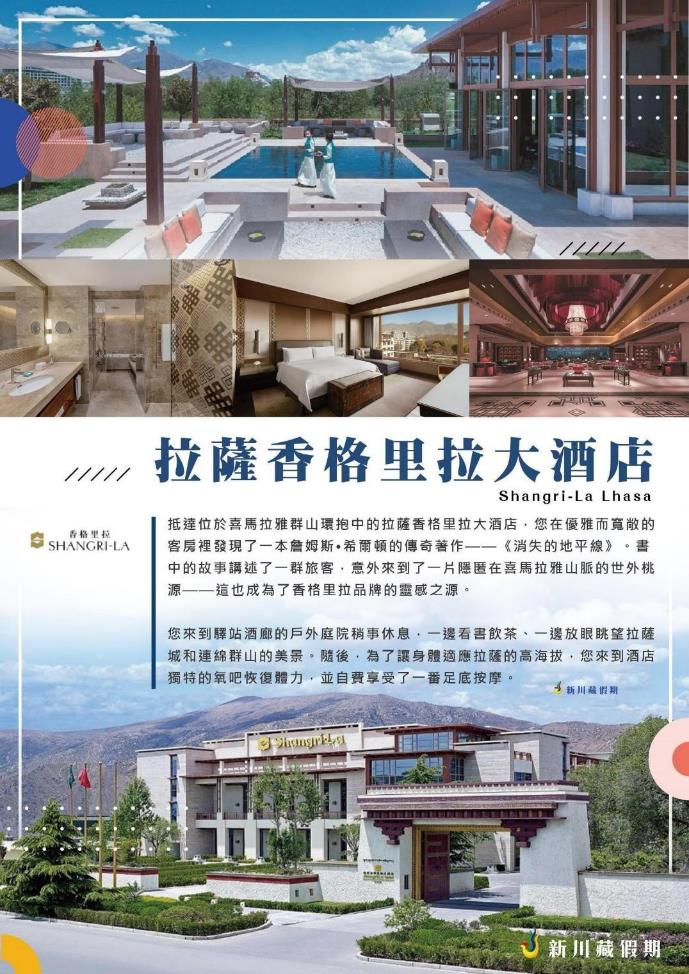 拉薩香格里拉大酒店
Shangri-La Lhasa
香格里拉
SHANGRI-LA
抵達位於喜馬拉雅群山環抱中的拉薩香格里拉大酒店，您在優雅而寬敞的
客房裡發現了一本詹姆斯•希爾頓的傳奇著作——《消失的地平線》。書
中的故事講述了一群旅客，意外來到了一片隱匿在喜馬拉雅山脈的世外桃
源——這也成為了香格里拉品牌的靈感之源。
您來到驛站酒廊的戶外庭院稍事休息，一邊看書飲茶、一邊放眼眺望拉薩
城和連綿群山的美景。隨後，為了讓身體適應拉薩的高海拔，您來到酒店
獨特的氧吧恢復體力，並自費享受了一番足底按摩。
新川藏假期
Shangri-La
新川藏假期